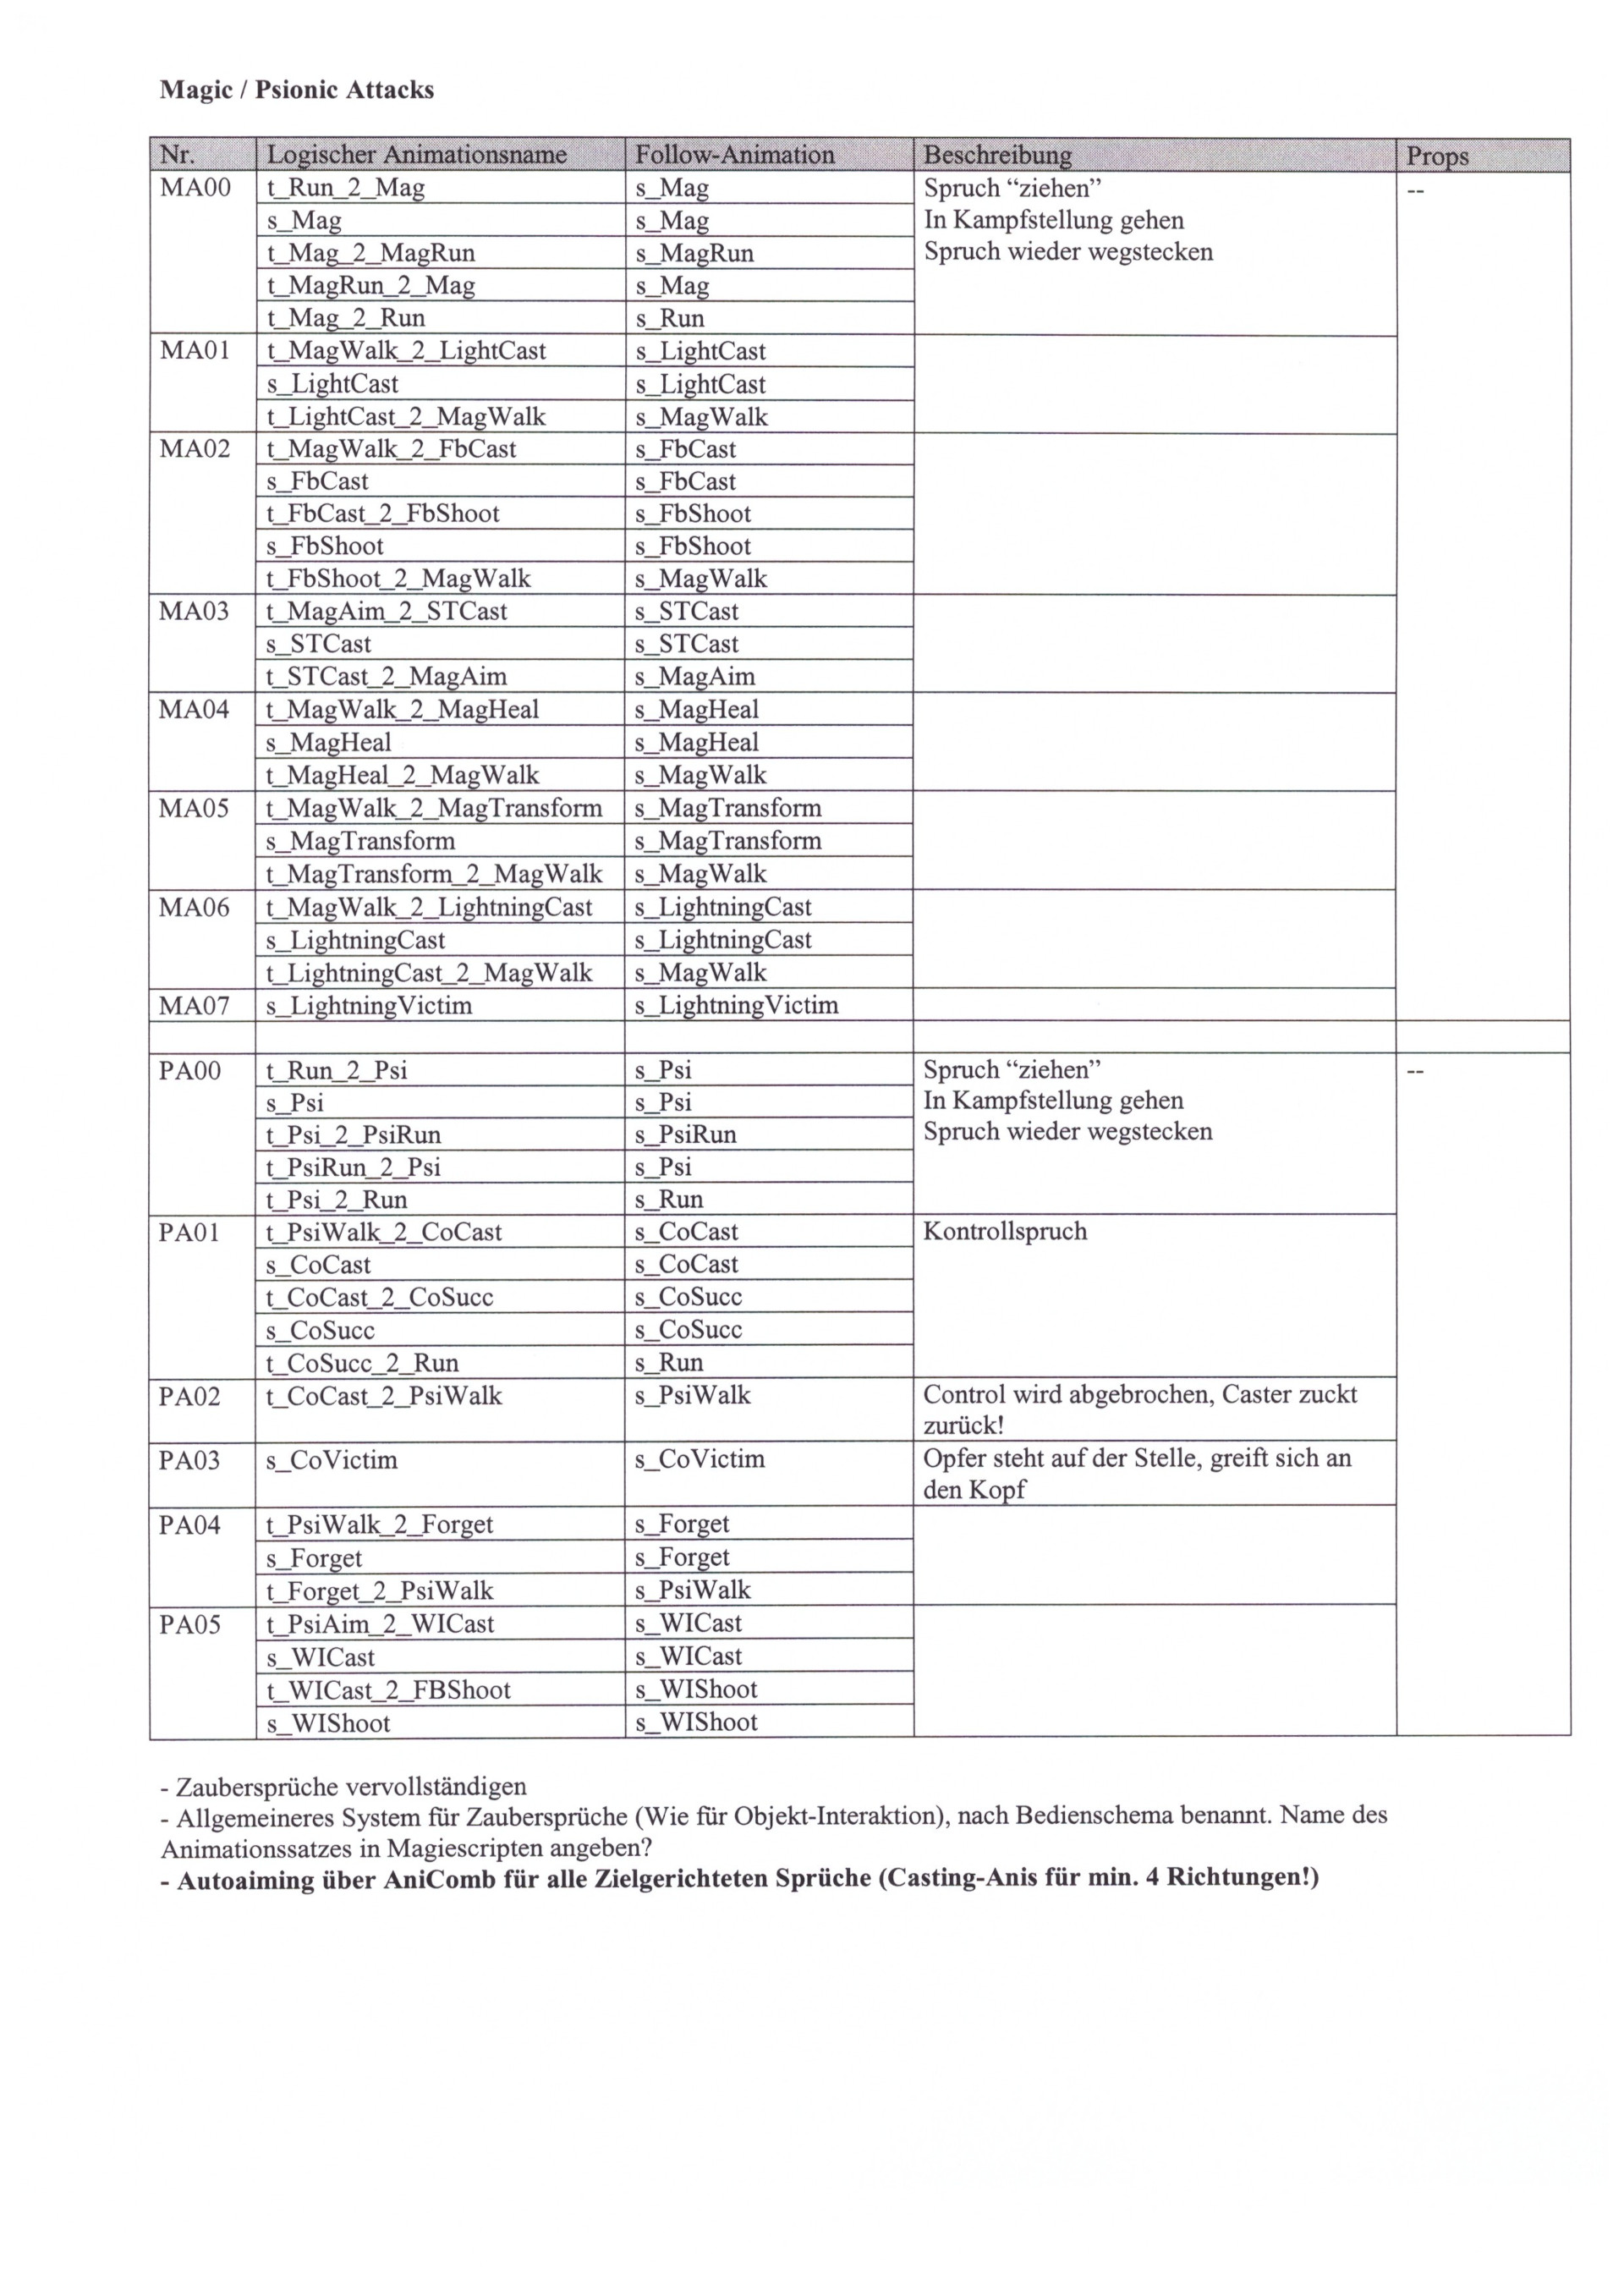 Magic / Psionic Attacks
Nr. Logischer Animationsname Follow-Animation Beschreibung Props
MA00 t_Run_2_Mag s_Mag Spruch “ziehen” --
s_Mag s_Mag In Kampfstellung gehen
t_Mag_2_MagRun s_MagRun Spruch wieder wegstecken
t_MagRun_2_Mag s_Mag
t_Mag_2_Run s_Run
MA01 t_MagWalk_2_LightCast s_LightCast
s_LightCast s_LightCast
t_LightCast_2_MagWalk s_MagWalk
MA02 t_MagWalk_2_FbCast s_FbCast
s_FbCast s_FbCast
t_FbCast_2_FbShoot s_FbShoot
s_FbShoot s_FbShoot
t_FbShoot_2_MagWalk s_MagWalk
MA03 t_MagAim_2_STCast s_STCast
s_STCast s_STCast
t_STCast_2_MagAim s_MagAim
MA04 t_MagWalk_2_MagHeal s_MagHeal
s_MagHeal s_MagHeal
t_MagHeal_2_MagWalk s_MagWalk
MA05 t_MagWalk_2_MagTransform s_MagTransform
s_MagTransform s_MagTransform
t_MagTransform_2_MagWalk s_MagWalk
MA06 t_MagWalk_2_LightningCast s_LightningCast
s_LightningCast s_LightningCast
t_LightningCast_2_MagWalk s_MagWalk
MA07 s_LightningVictim s_LightningVictim
PA00 t_Run_2_Psi s_Psi Spruch “ziehen” --
s_Psi s_Psi In Kampfstellung gehen
t_Psi_2_PsiRun s_PsiRun Spruch wieder wegstecken
t_PsiRun_2_Psi s_Psi
t_Psi_2_Run s_Run
PA01 t_PsiWalk_2_CoCast s_CoCast Kontrollspruch
s_CoCast s_CoCast
t_CoCast_2_CoSucc s_CoSucc
s_CoSucc s_CoSucc
t_CoSucc_2_Run s_Run
PA02 t_CoCast_2_PsiWalk s_PsiWalk Control wird abgebrochen, Caster zuckt
zurück!
PA03 s_CoVictim s_CoVictim Opfer steht auf der Stelle, greift sich an
den Kopf
PA04 t_PsiWalk_2_Forget s_Forget
s_Forget s_Forget
t_Forget_2_PsiWalk s_PsiWalk
PA05 t_PsiAim_2_WICast s_WICast
s_WICast s_WICast
t_WICast_2_FBShoot s_WIShoot
s_WIShoot s_WIShoot
- Zaubersprüche vervollständigen
- Allgemeineres System für Zaubersprüche (Wie für Objekt-Interaktion), nach Bedienschema benannt. Name des
Animationssatzes in Magiescripten angeben?
- Autoaiming über AniComb für alle Zielgerichteten Sprüche (Casting-Anis für min. 4 Richtungen!)